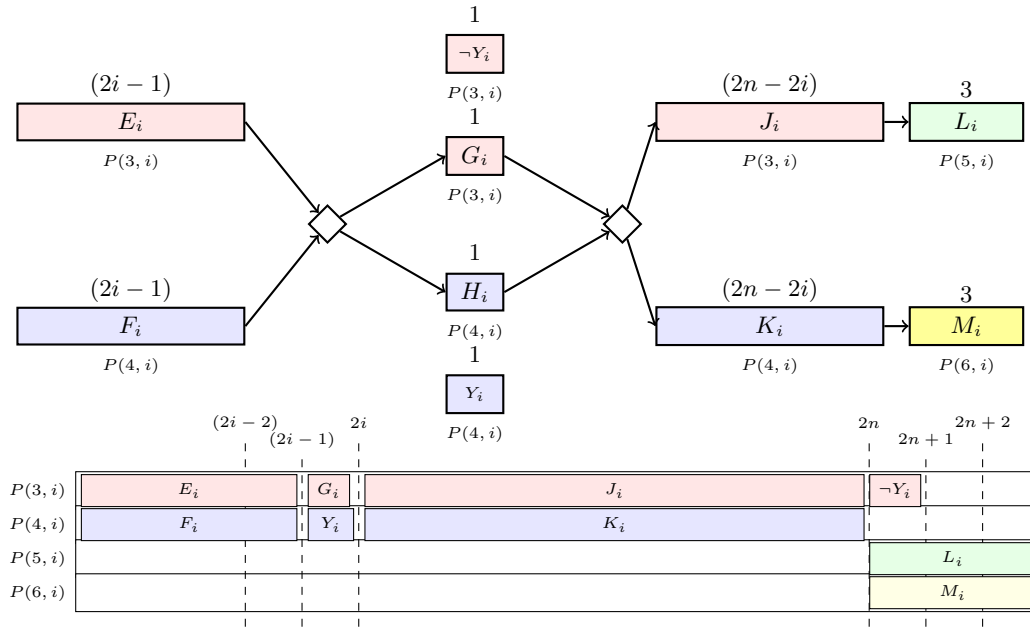 1
¬Y_i
P(3, i)
(2i − 1)
E_i
P(3, i)
1
G_i
P(3, i)
(2n − 2i)
J_i
P(3, i)
3
L_i
P(5, i)
(2i − 1)
F_i
P(4, i)
1
H_i
P(4, i)
(2n − 2i)
K_i
P(4, i)
3
M_i
P(6, i)
1
Y_i
P(4, i)
(2i − 2)
(2i − 1)
2i
2n
2n + 1
2n + 2
P(3, i) E_i G_i J_i ¬Y_i
P(4, i) F_i Y_i K_i
P(5, i) L_i
P(6, i) M_i